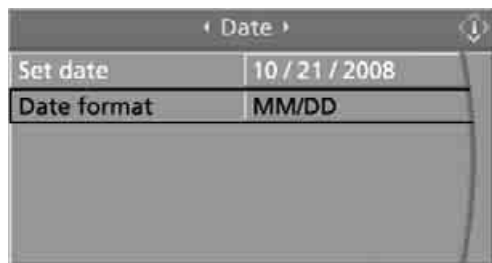 Date
Set date 10 / 21 / 2008
Date format MM/DD